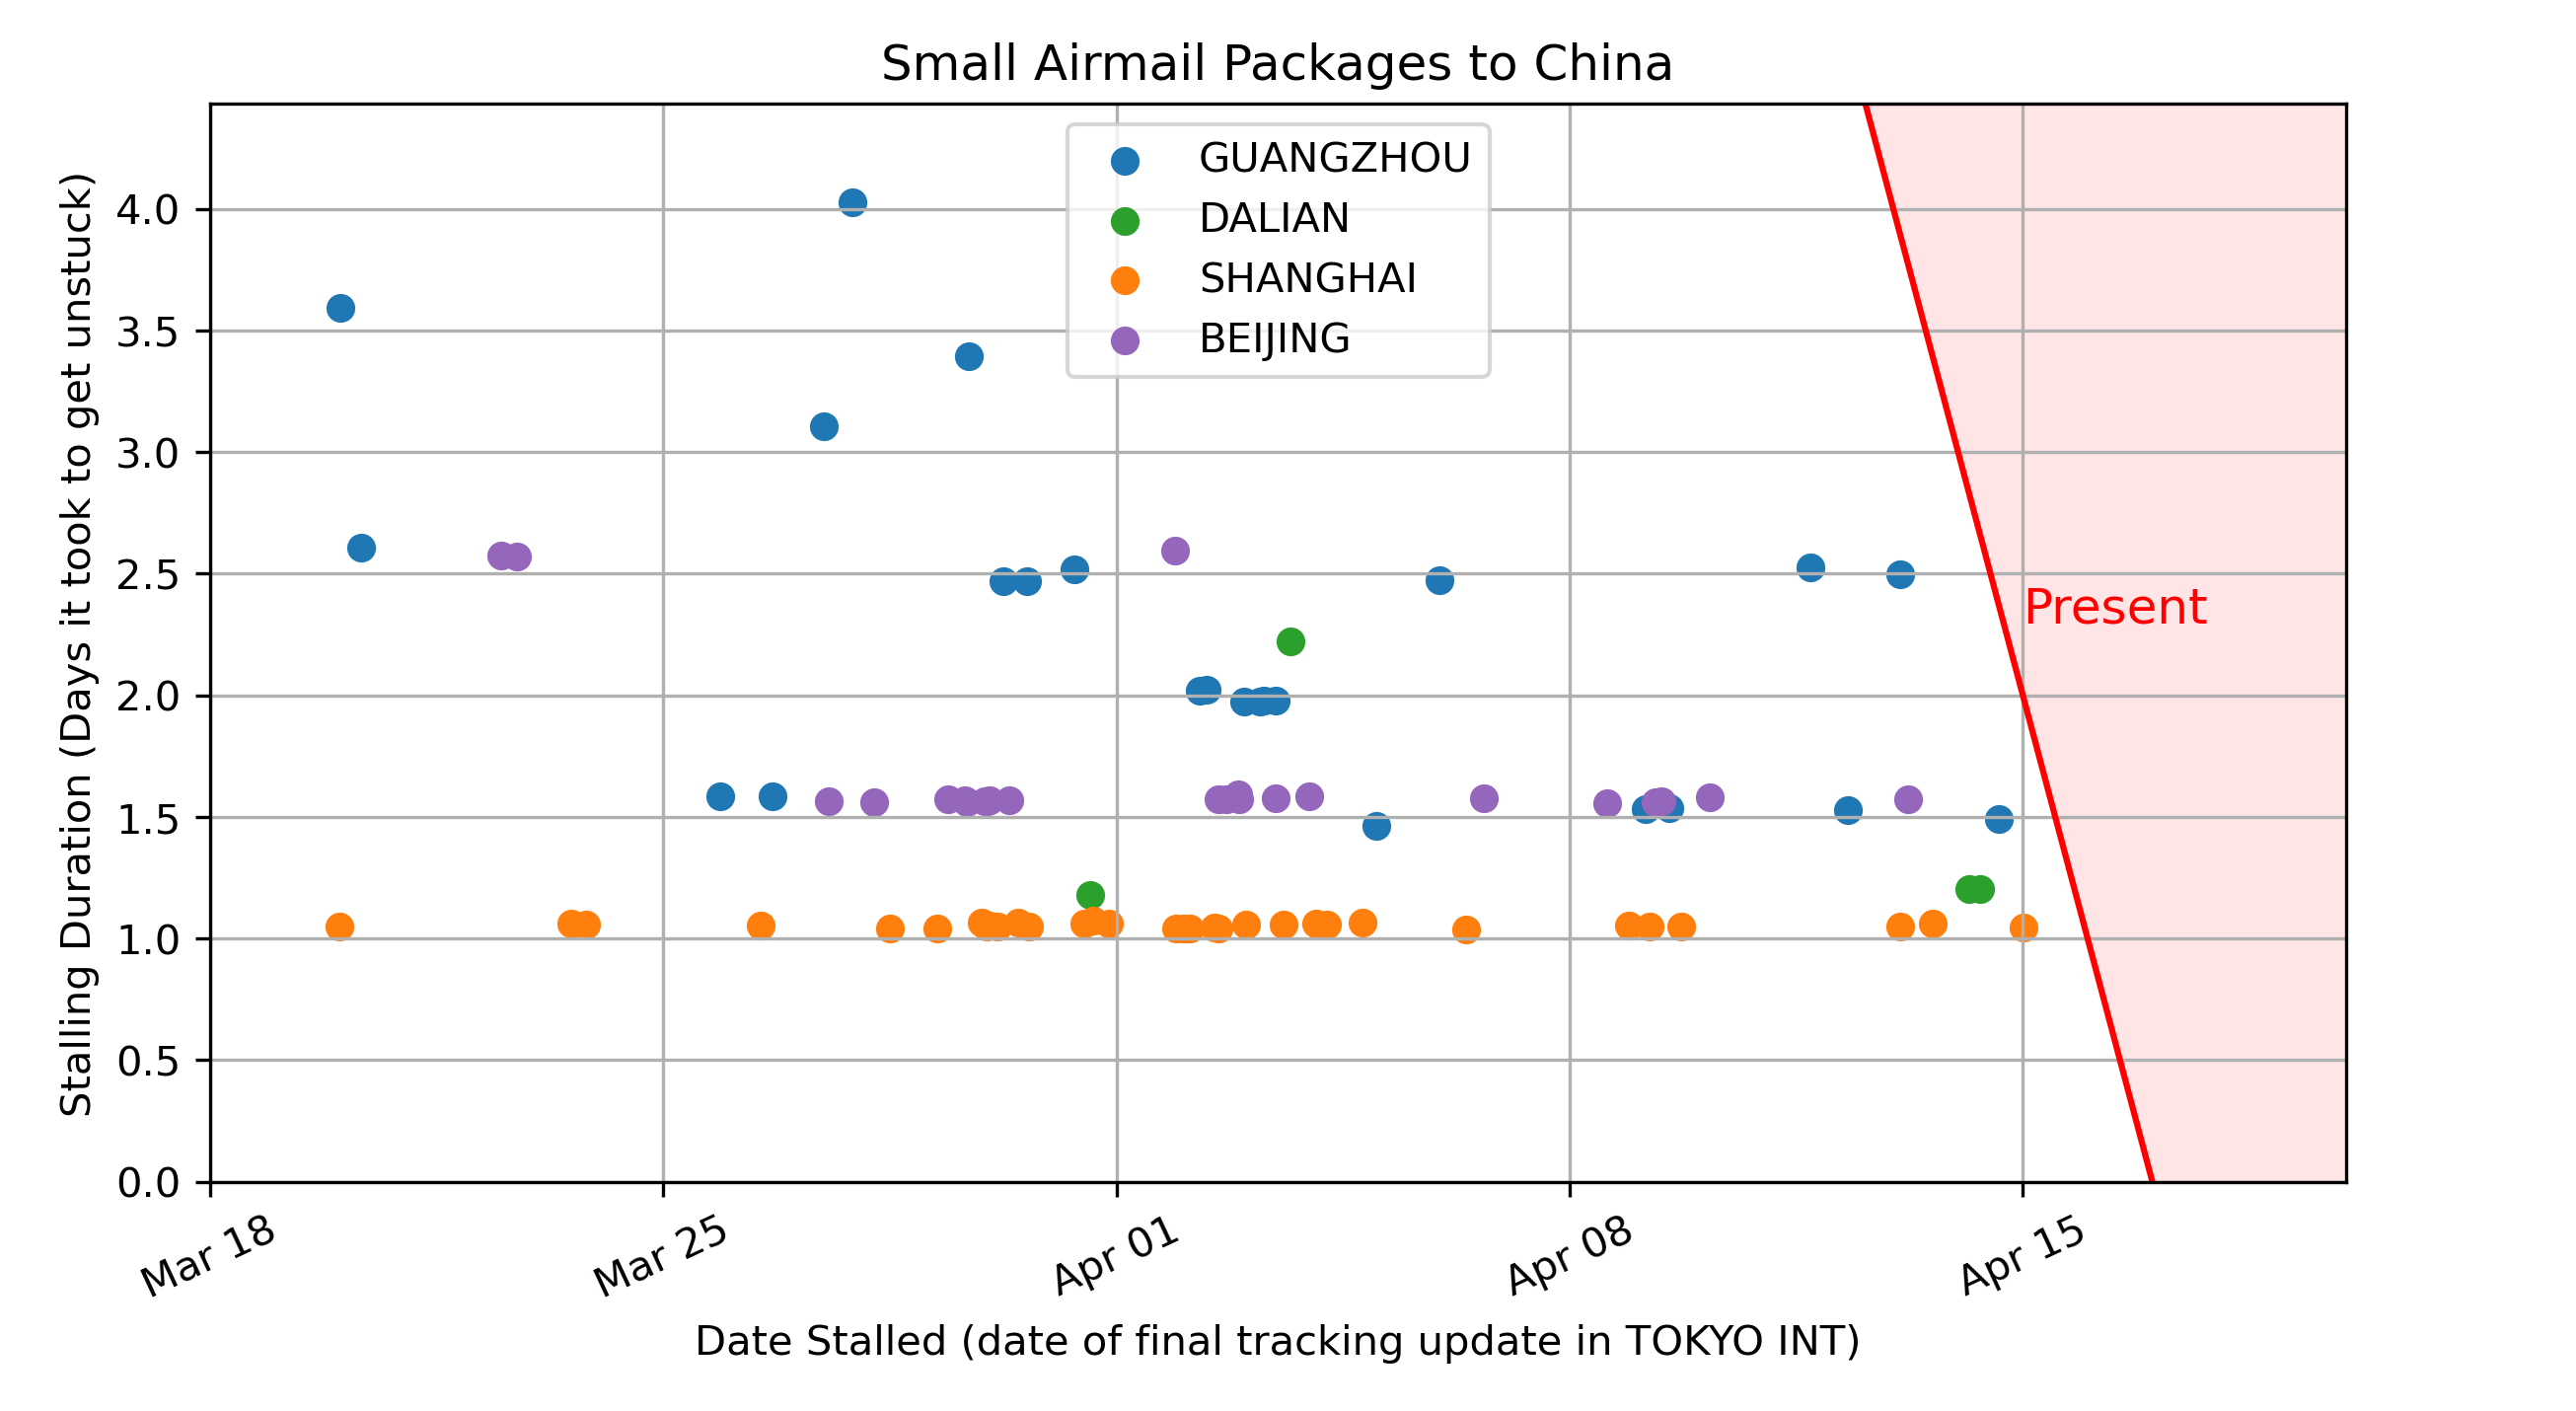 Small Airmail Packages to China
Stalling Duration (Days it took to get unstuck)
4.0
3.5
3.0
2.5
2.0
1.5
1.0
0.5
0.0
GUANGZHOU
DALIAN
SHANGHAI
BEIJING
Present
Mar 18
Mar 25
Apr 01
Apr 08
Apr 15
Date Stalled (date of final tracking update in TOKYO INT)